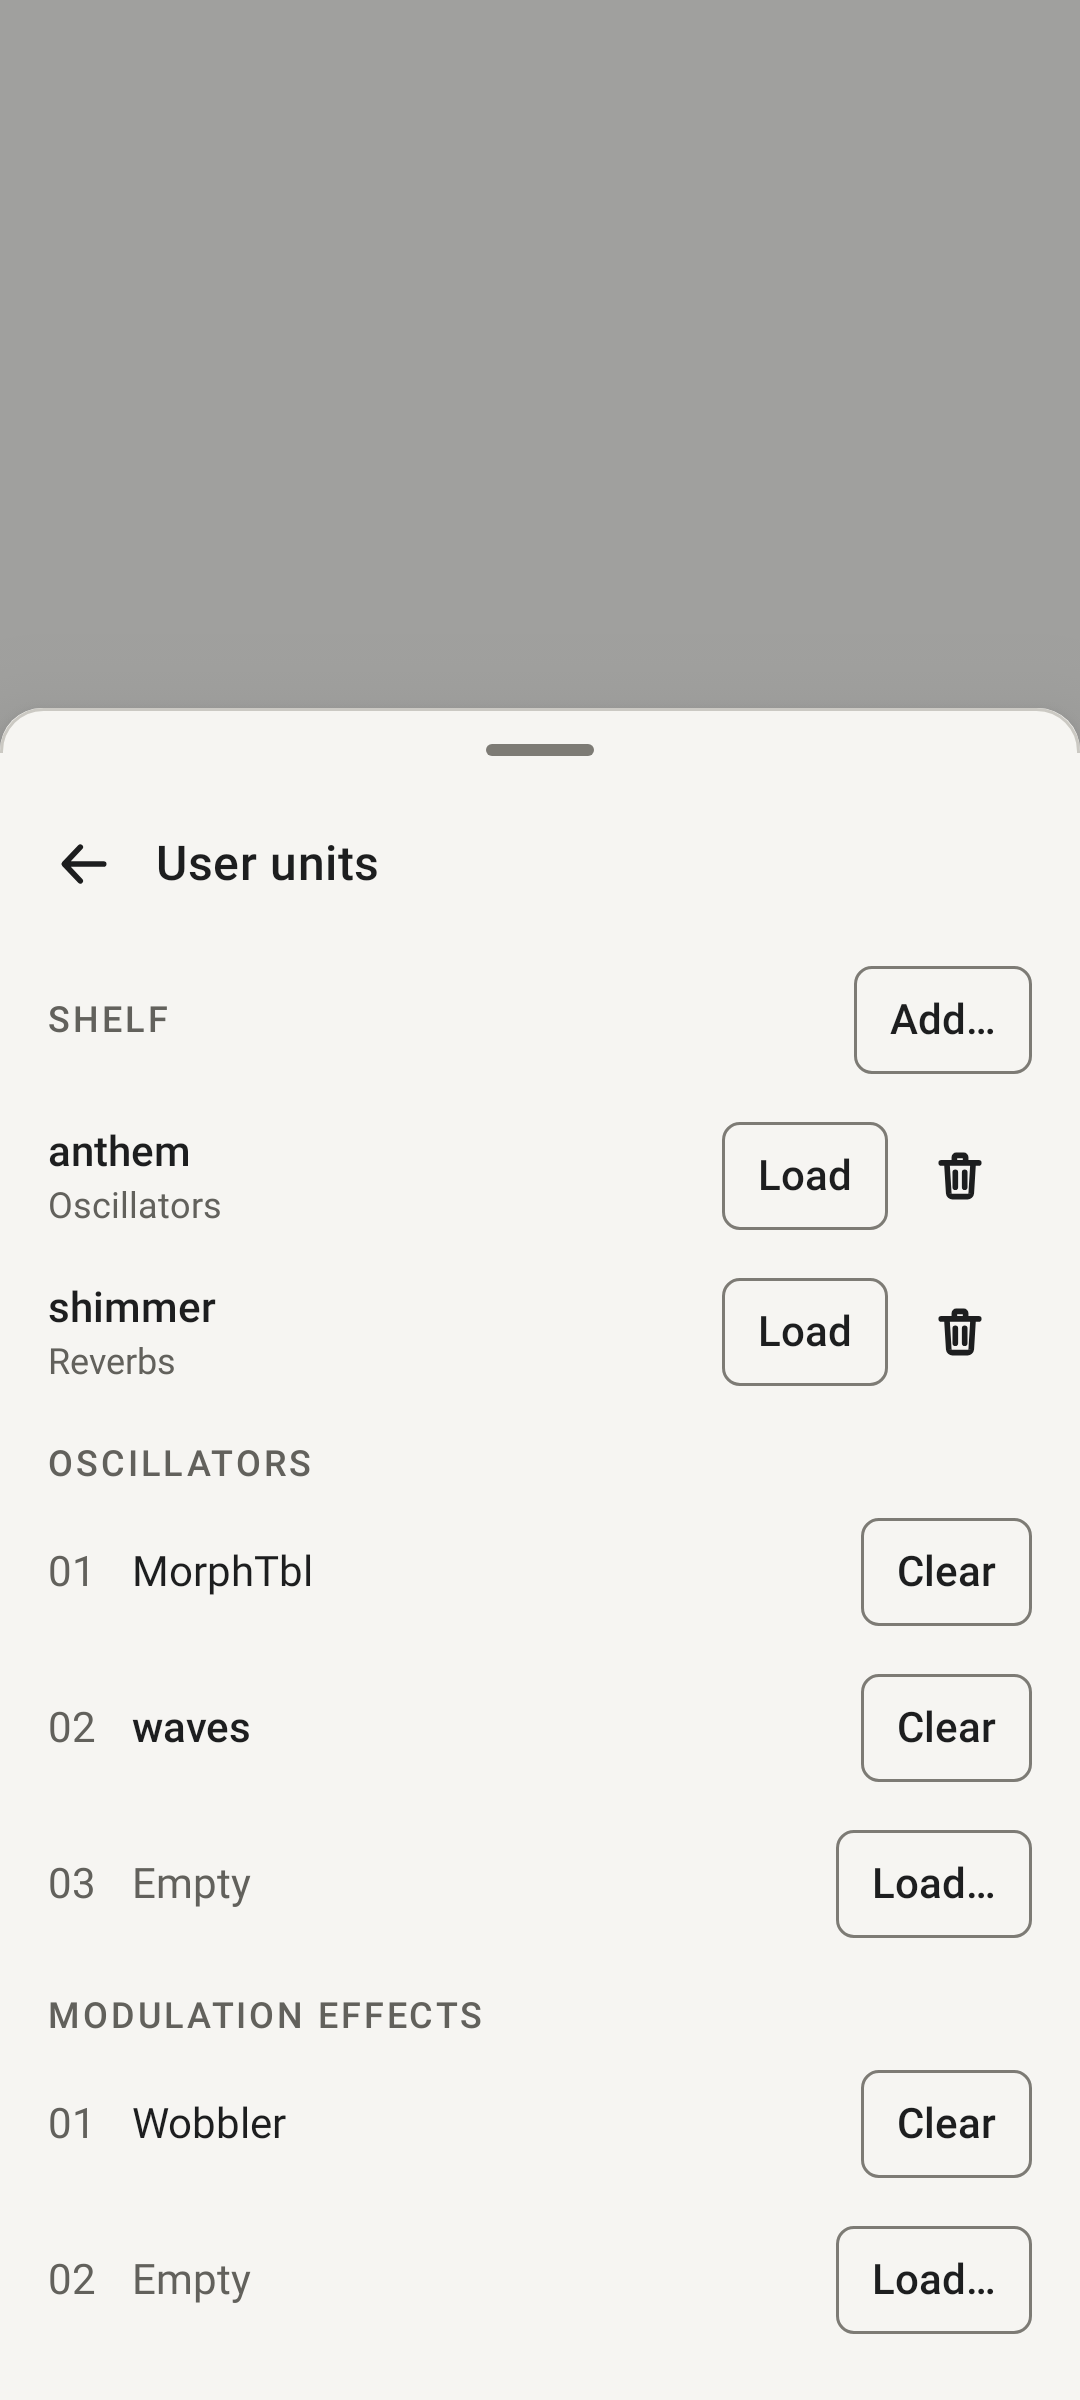 User units
SHELF
Add...
anthem
Oscillators
Load
shimmer
Reverbs
Load
OSCILLATORS
01 MorphTbl Clear
02 waves Clear
03 Empty Load...
MODULATION EFFECTS
01 Wobbler Clear
02 Empty Load...